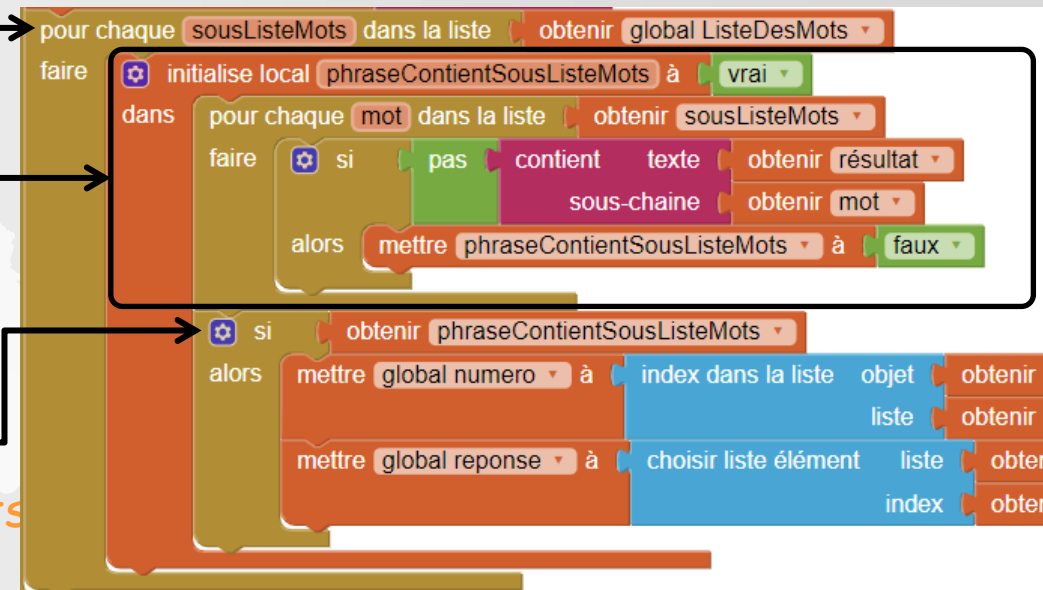 pour chaque sousListeMots dans la liste obtenir global ListeDesMots
faire initialise local phraseContientSousListeMots à vrai
dans pour chaque mot dans la liste obtenir sousListeMots
faire si pas contient texte obtenir résultat
sous-chaine obtenir mot
alors mettre phraseContientSousListeMots à faux
si obtenir phraseContientSousListeMots
alors mettre global numero à index dans la liste objet obtenir
liste obtenir
mettre global reponse à choisir liste élément liste
index